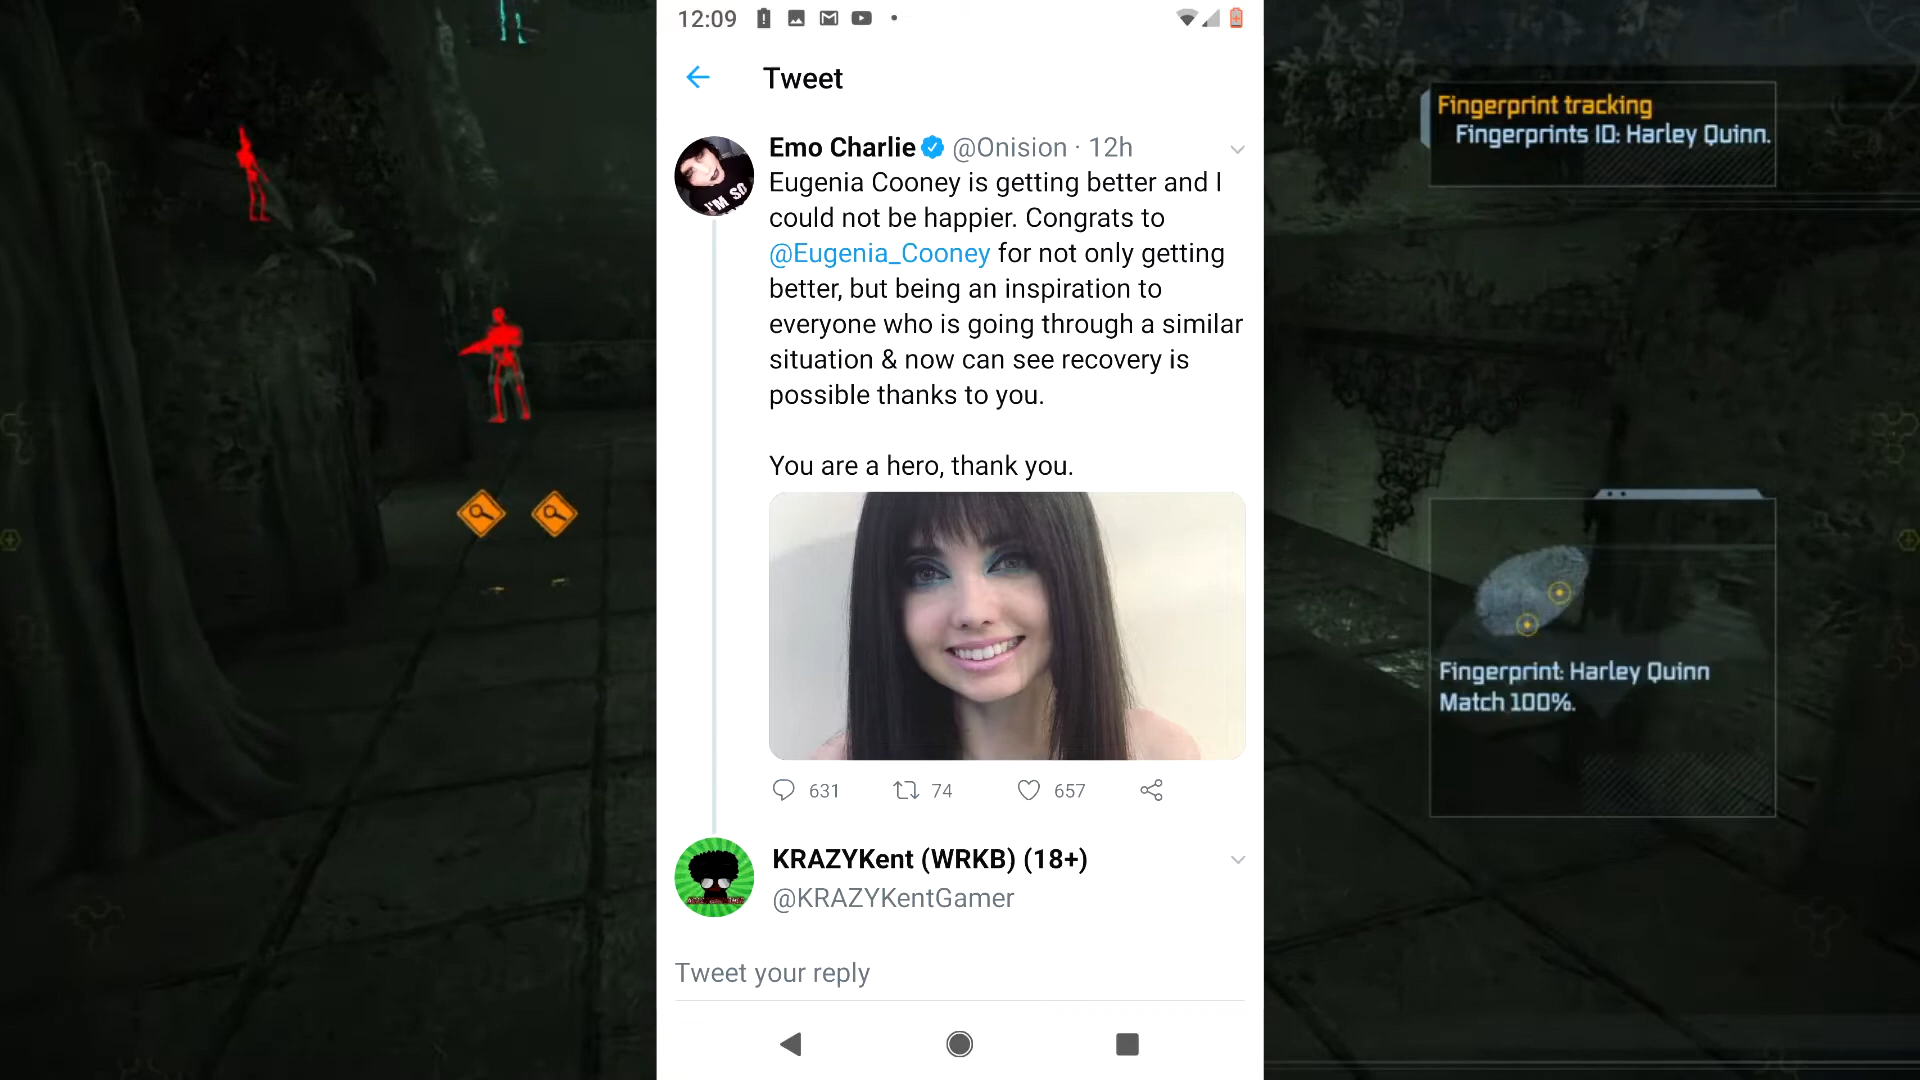 12:09
Tweet
Emo Charlie @Onision · 12h
Eugenia Cooney is getting better and I
could not be happier. Congrats to
@Eugenia_Cooney for not only getting
better, but being an inspiration to
everyone who is going through a similar
situation & now can see recovery is
possible thanks to you.
You are a hero, thank you.
631 74 657
KRAZYKent (WRKB) (18+)
@KRAZYKentGamer
Tweet your reply
I'M SO
Fingerprint tracking
Fingerprints ID: Harley Quinn.
Fingerprint: Harley Quinn
Match 100%.